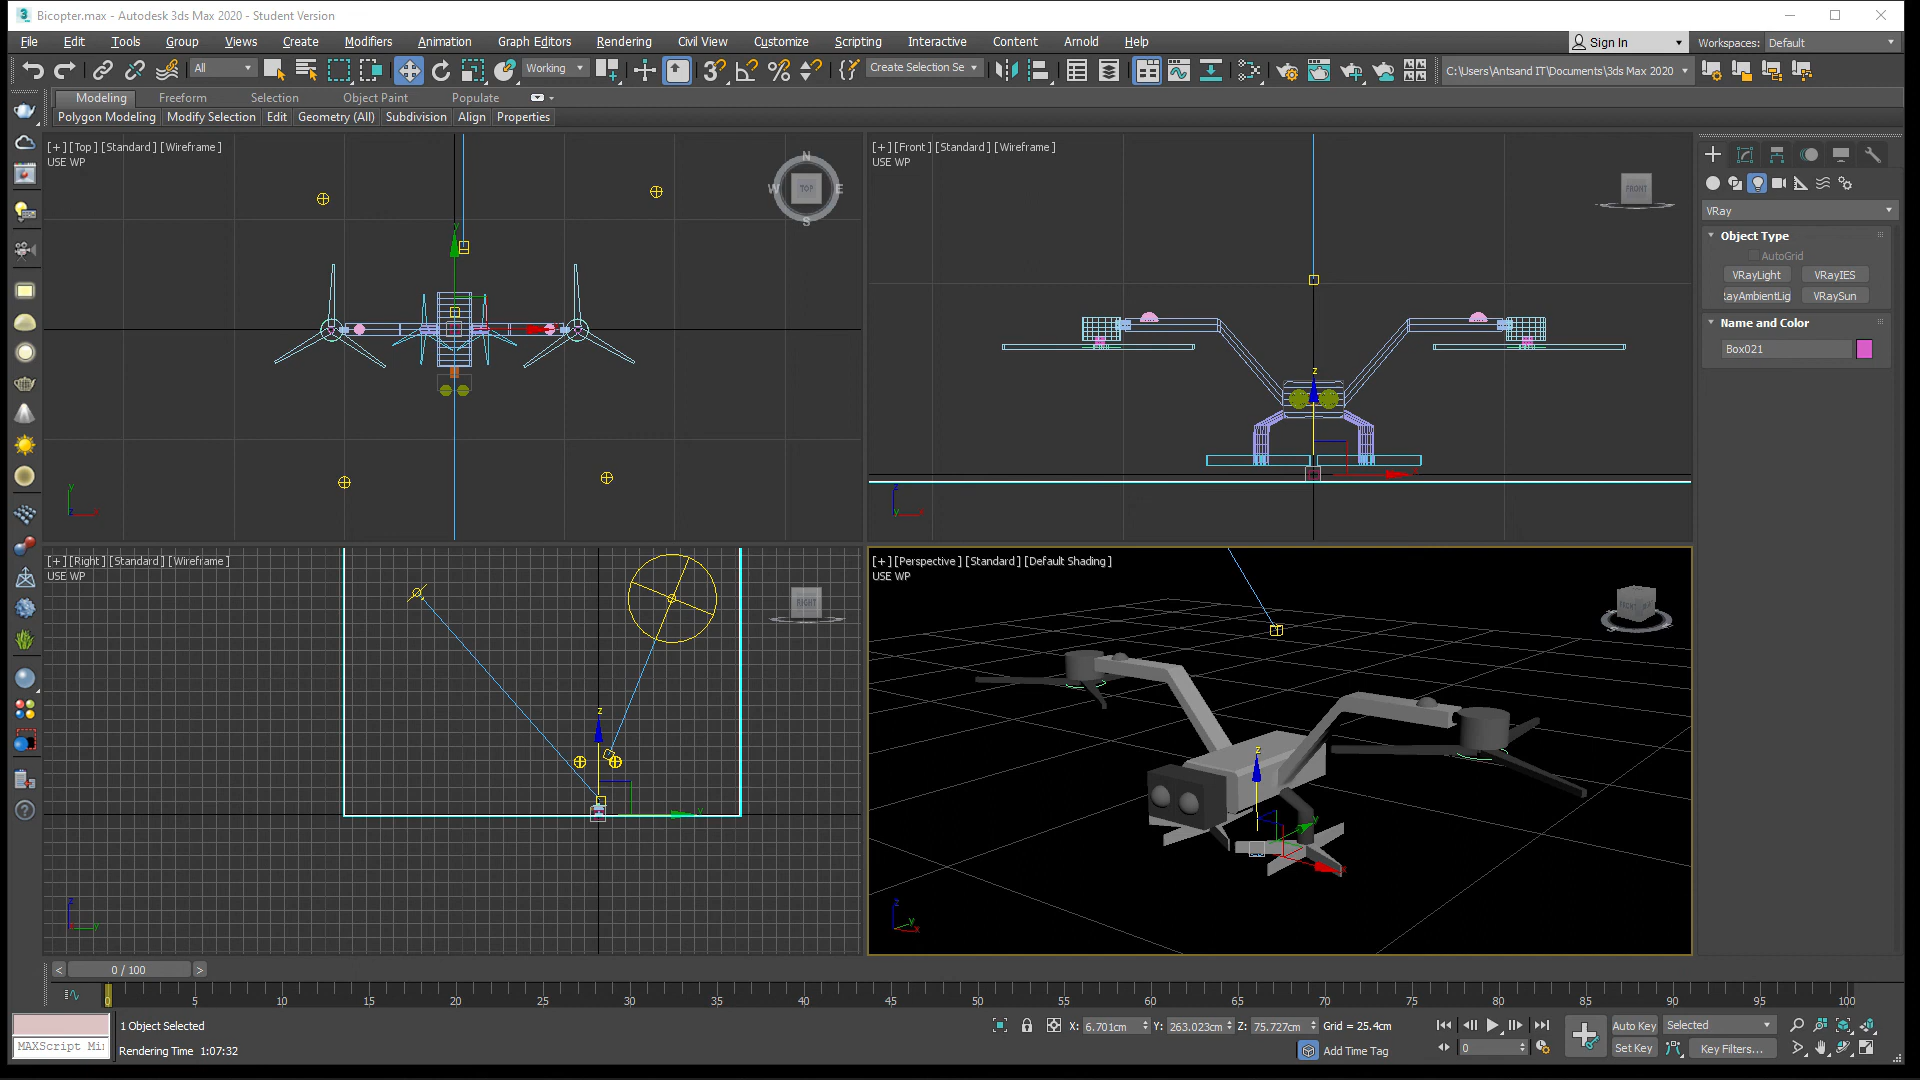 Bicopter.max - Autodesk 3ds Max 2020 - Student Version
File Edit Tools Group Views Create Modifiers Animation Graph Editors Rendering Civil View Customize Scripting Interactive Content Arnold Help Sign In Workspaces: Default
All Working Create Selection Se C:\Users\Antsand IT\Documents\3ds Max 2020
Modeling Freeform Selection Object Paint Populate
Polygon Modeling Modify Selection Edit Geometry (All) Subdivision Align Properties
[+] [Top] [Standard] [Wireframe]
USE WP
N
W TOP E
S
y
z
[+] [Front] [Standard] [Wireframe]
USE WP
FRONT
z
z
y
VRay
Object Type
AutoGrid
VRayLight VRayIES
ayAmbientLig VRaySun
Name and Color
Box021
[+] [Right] [Standard] [Wireframe]
USE WP
RIGHT
z
y
z
y
[+] [Perspective] [Standard] [Default Shading]
USE WP
z
y
x
z
y
x
< 0 / 100 >
0 5 10 15 20 25 30 35 40 45 50 55 60 65 70 75 80 85 90 95 100
1 Object Selected X: 6.701cm Y: 263.023cm Z: 75.727cm Grid = 25.4cm Auto Key Selected
MAXScript Mi Rendering Time 1:07:32 Add Time Tag 0 Set Key Key Filters...